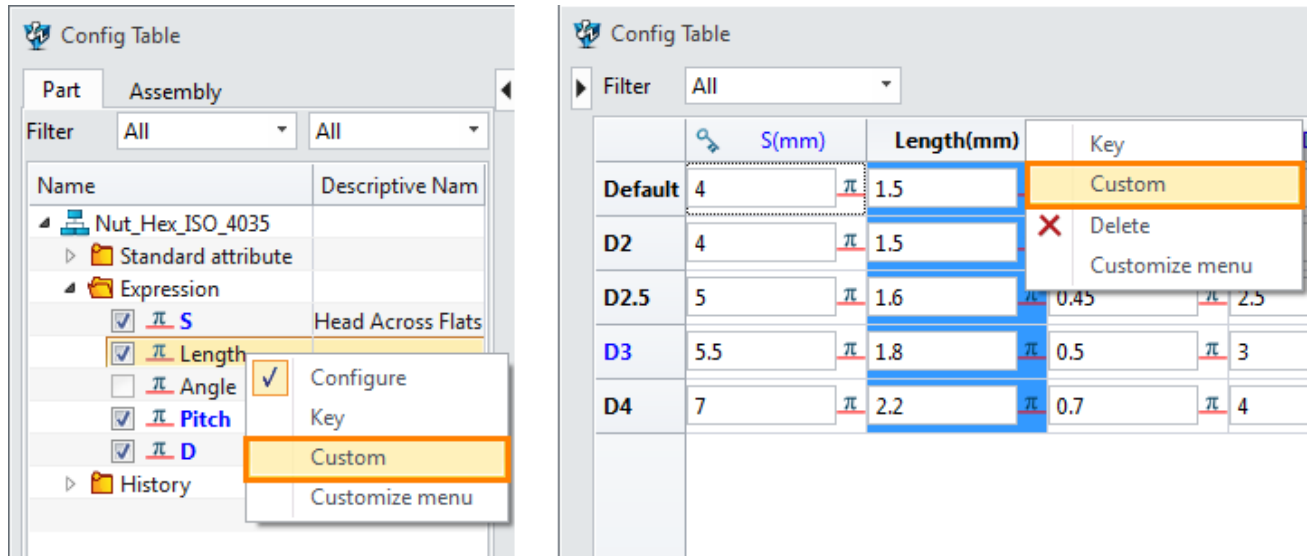 Config Table
Part Assembly
Filter All All
Name Descriptive Nam
Nut_Hex_ISO_4035
Standard attribute
Expression
π S Head Across Flats
π Length
π Angle
π Pitch
π D
History
Configure
Key
Custom
Customize menu
Config Table
Filter All
S(mm) Length(mm)
Default 4 π 1.5
D2 4 π 1.5
D2.5 5 π 1.6 π 0.45 π 2.5
D3 5.5 π 1.8 π 0.5 π 3
D4 7 π 2.2 π 0.7 π 4
Key
Custom
Delete
Customize menu